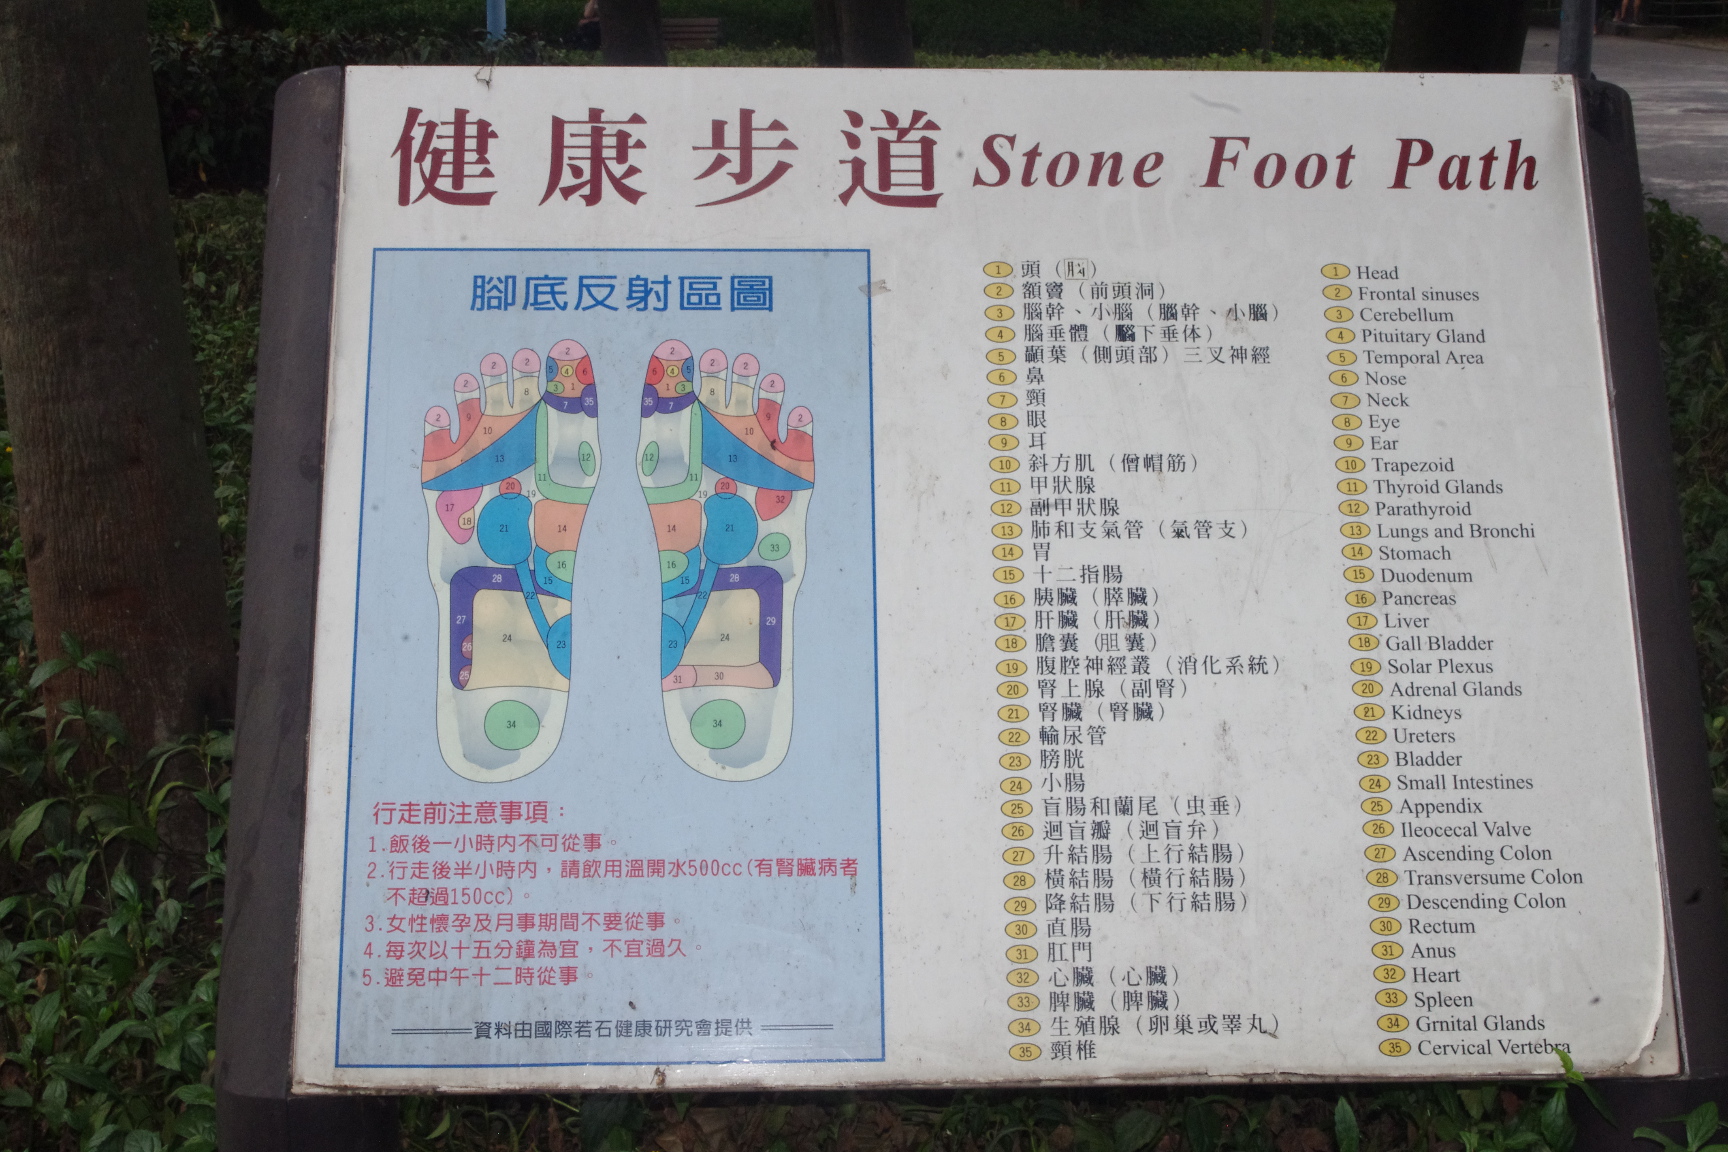 健康步道 Stone Foot Path
腳底反射區圖
行走前注意事項：
1.飯後一小時内不可從事。
2.行走後半小時内，請飲用溫開水500cc(有腎臟病者
不超過150cc)。
3.女性懷孕及月事期間不要從事。
4.每次以十五分鐘為宜，不宜過久。
5.避免中午十二時從事。
資料由國際若石健康研究會提供
1 頭（腦）
2 額竇（前頭洞）
3 腦幹、小腦（腦幹、小腦）
4 腦垂體（腦下垂体）
5 顳葉（側頭部）三叉神經
6 鼻
7 頸
8 眼
9 耳
10 斜方肌（僧帽筋）
11 甲狀腺
12 副甲狀腺
13 肺和支氣管（氣管支）
14 胃
15 十二指腸
16 胰臟（膵臟）
17 肝臟（肝臟）
18 膽囊（胆囊）
19 腹腔神經叢（消化系統）
20 腎上腺（副腎）
21 腎臟（腎臟）
22 輸尿管
23 膀胱
24 小腸
25 盲腸和蘭尾（虫垂）
26 迴盲瓣（迴盲弁）
27 升結腸（上行結腸）
28 橫結腸（橫行結腸）
29 降結腸（下行結腸）
30 直腸
31 肛門
32 心臟（心臟）
33 脾臟（脾臟）
34 生殖腺（卵巢或睪丸）
35 頸椎
1 Head
2 Frontal sinuses
3 Cerebellum
4 Pituitary Gland
5 Temporal Area
6 Nose
7 Neck
8 Eye
9 Ear
10 Trapezoid
11 Thyroid Glands
12 Parathyroid
13 Lungs and Bronchi
14 Stomach
15 Duodenum
16 Pancreas
17 Liver
18 Gall Bladder
19 Solar Plexus
20 Adrenal Glands
21 Kidneys
22 Ureters
23 Bladder
24 Small Intestines
25 Appendix
26 Ileocecal Valve
27 Ascending Colon
28 Transversume Colon
29 Descending Colon
30 Rectum
31 Anus
32 Heart
33 Spleen
34 Grnital Glands
35 Cervical Vertebra